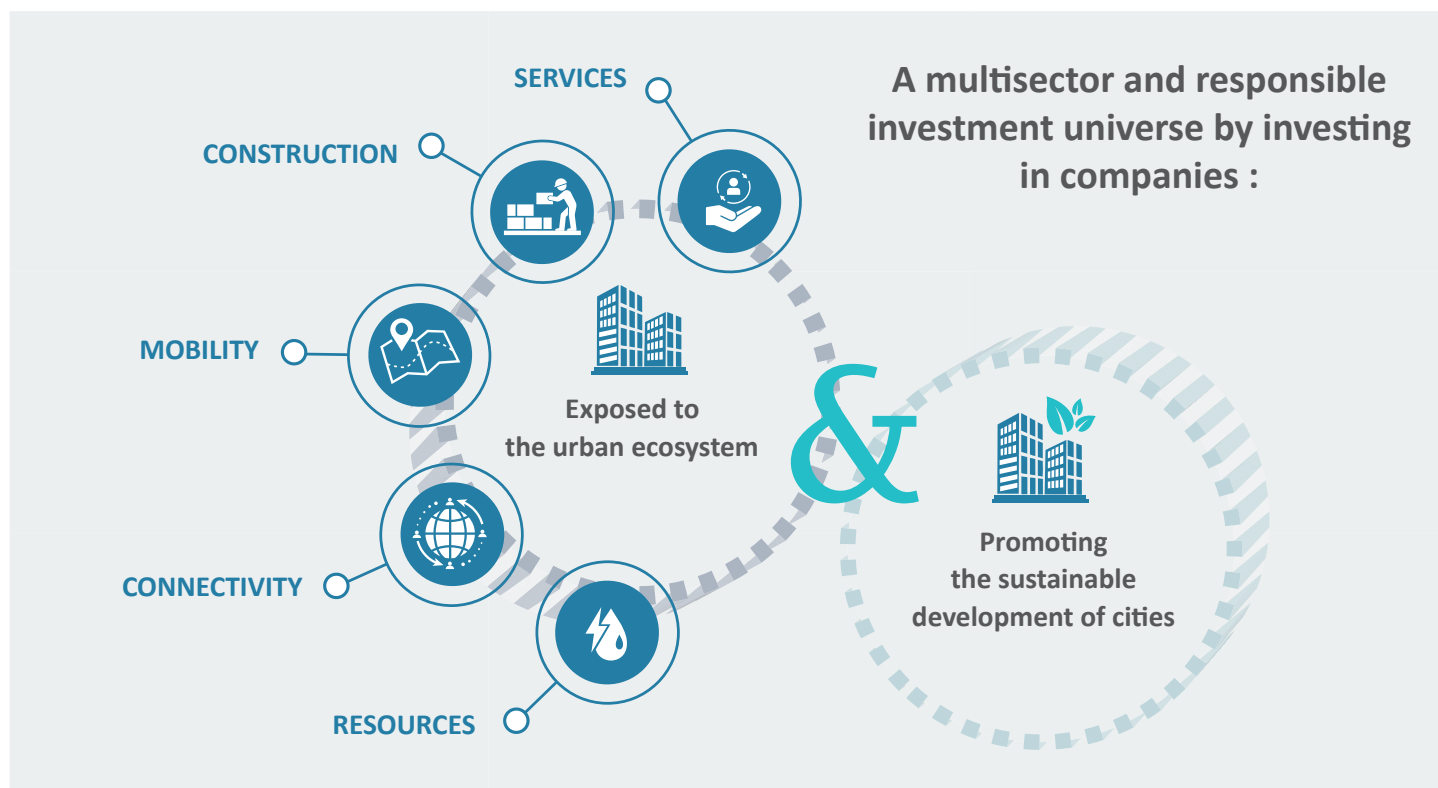 A multisector and responsible
investment universe by investing
in companies :
SERVICES
CONSTRUCTION
MOBILITY
CONNECTIVITY
RESOURCES
Exposed to
the urban ecosystem
&
Promoting
the sustainable
development of cities